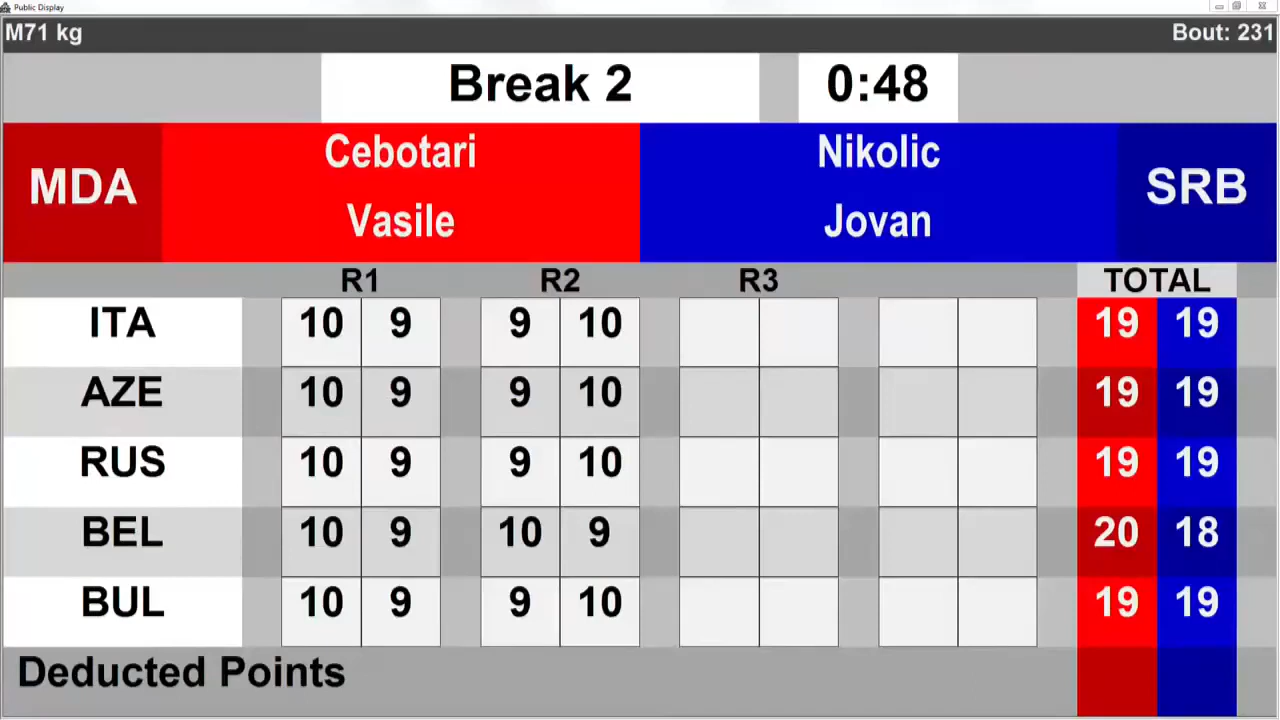 Public Display
M71 kg Bout: 231
Break 2 0:48
MDA Cebotari Vasile Nikolic Jovan SRB
R1 R2 R3 TOTAL
ITA 10 9 9 10 19 19
AZE 10 9 9 10 19 19
RUS 10 9 9 10 19 19
BEL 10 9 10 9 20 18
BUL 10 9 9 10 19 19
Deducted Points